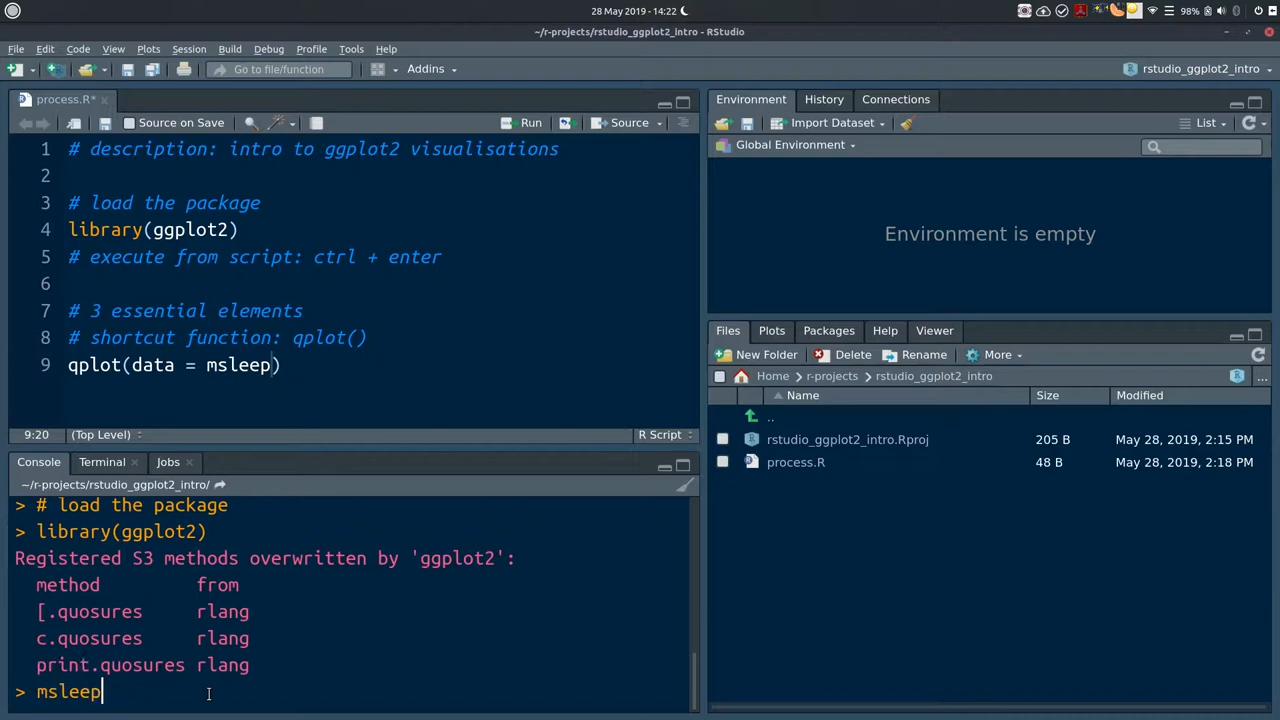 28 May 2019 - 14:22
98%
~/r-projects/rstudio_ggplot2_intro - RStudio
File Edit Code View Plots Session Build Debug Profile Tools Help
Go to file/function Addins rstudio_ggplot2_intro
process.R*
Source on Save Run Source
1 # description: intro to ggplot2 visualisations
2
3 # load the package
4 library(ggplot2)
5 # execute from script: ctrl + enter
6
7 # 3 essential elements
8 # shortcut function: qplot()
9 qplot(data = msleep)
9:20 (Top Level) R Script
Console Terminal Jobs
~/r-projects/rstudio_ggplot2_intro/
> # load the package
> library(ggplot2)
Registered S3 methods overwritten by 'ggplot2':
method from
[.quosures rlang
c.quosures rlang
print.quosures rlang
> msleep
Environment History Connections
Import Dataset List
Global Environment
Environment is empty
Files Plots Packages Help Viewer
New Folder Delete Rename More
Home r-projects rstudio_ggplot2_intro ...
Name Size Modified
..
rstudio_ggplot2_intro.Rproj 205 B May 28, 2019, 2:15 PM
process.R 48 B May 28, 2019, 2:18 PM